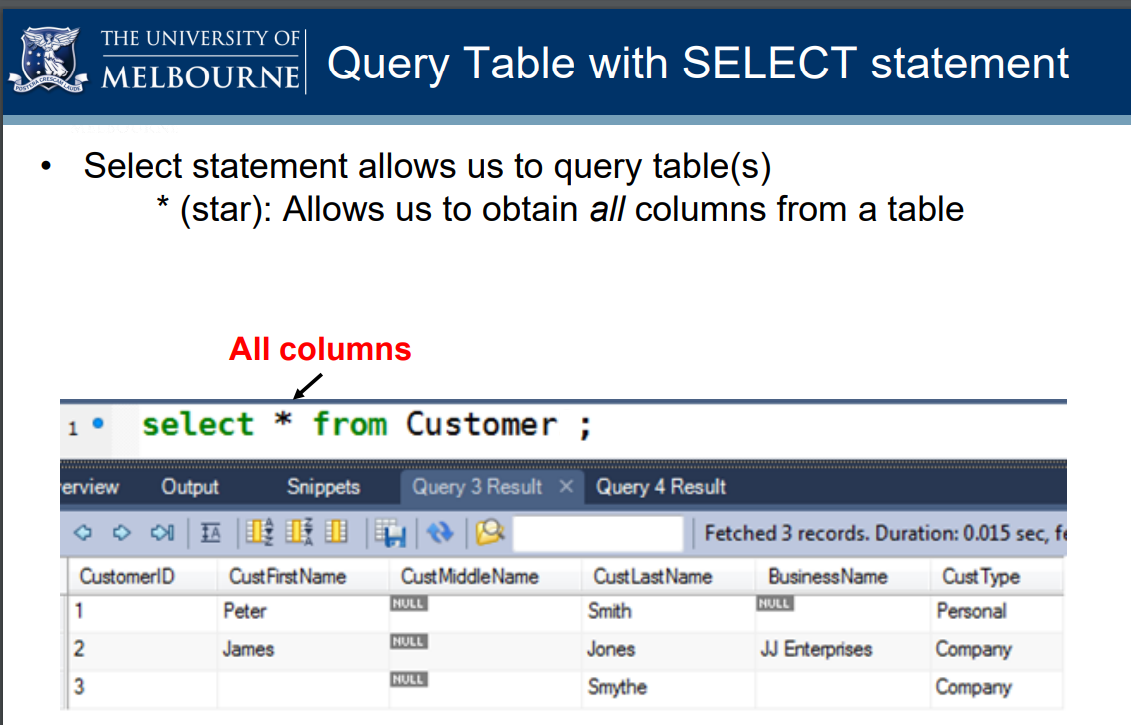 THE UNIVERSITY OF
MELBOURNE
Query Table with SELECT statement
• Select statement allows us to query table(s)
* (star): Allows us to obtain all columns from a table
All columns
1 select * from Customer ;
erview Output Snippets Query 3 Result × Query 4 Result
Fetched 3 records. Duration: 0.015 sec, fe
CustomerID CustFirstName CustMiddleName CustLastName BusinessName CustType
1 Peter NULL Smith NULL Personal
2 James NULL Jones JJ Enterprises Company
3 NULL Smythe Company